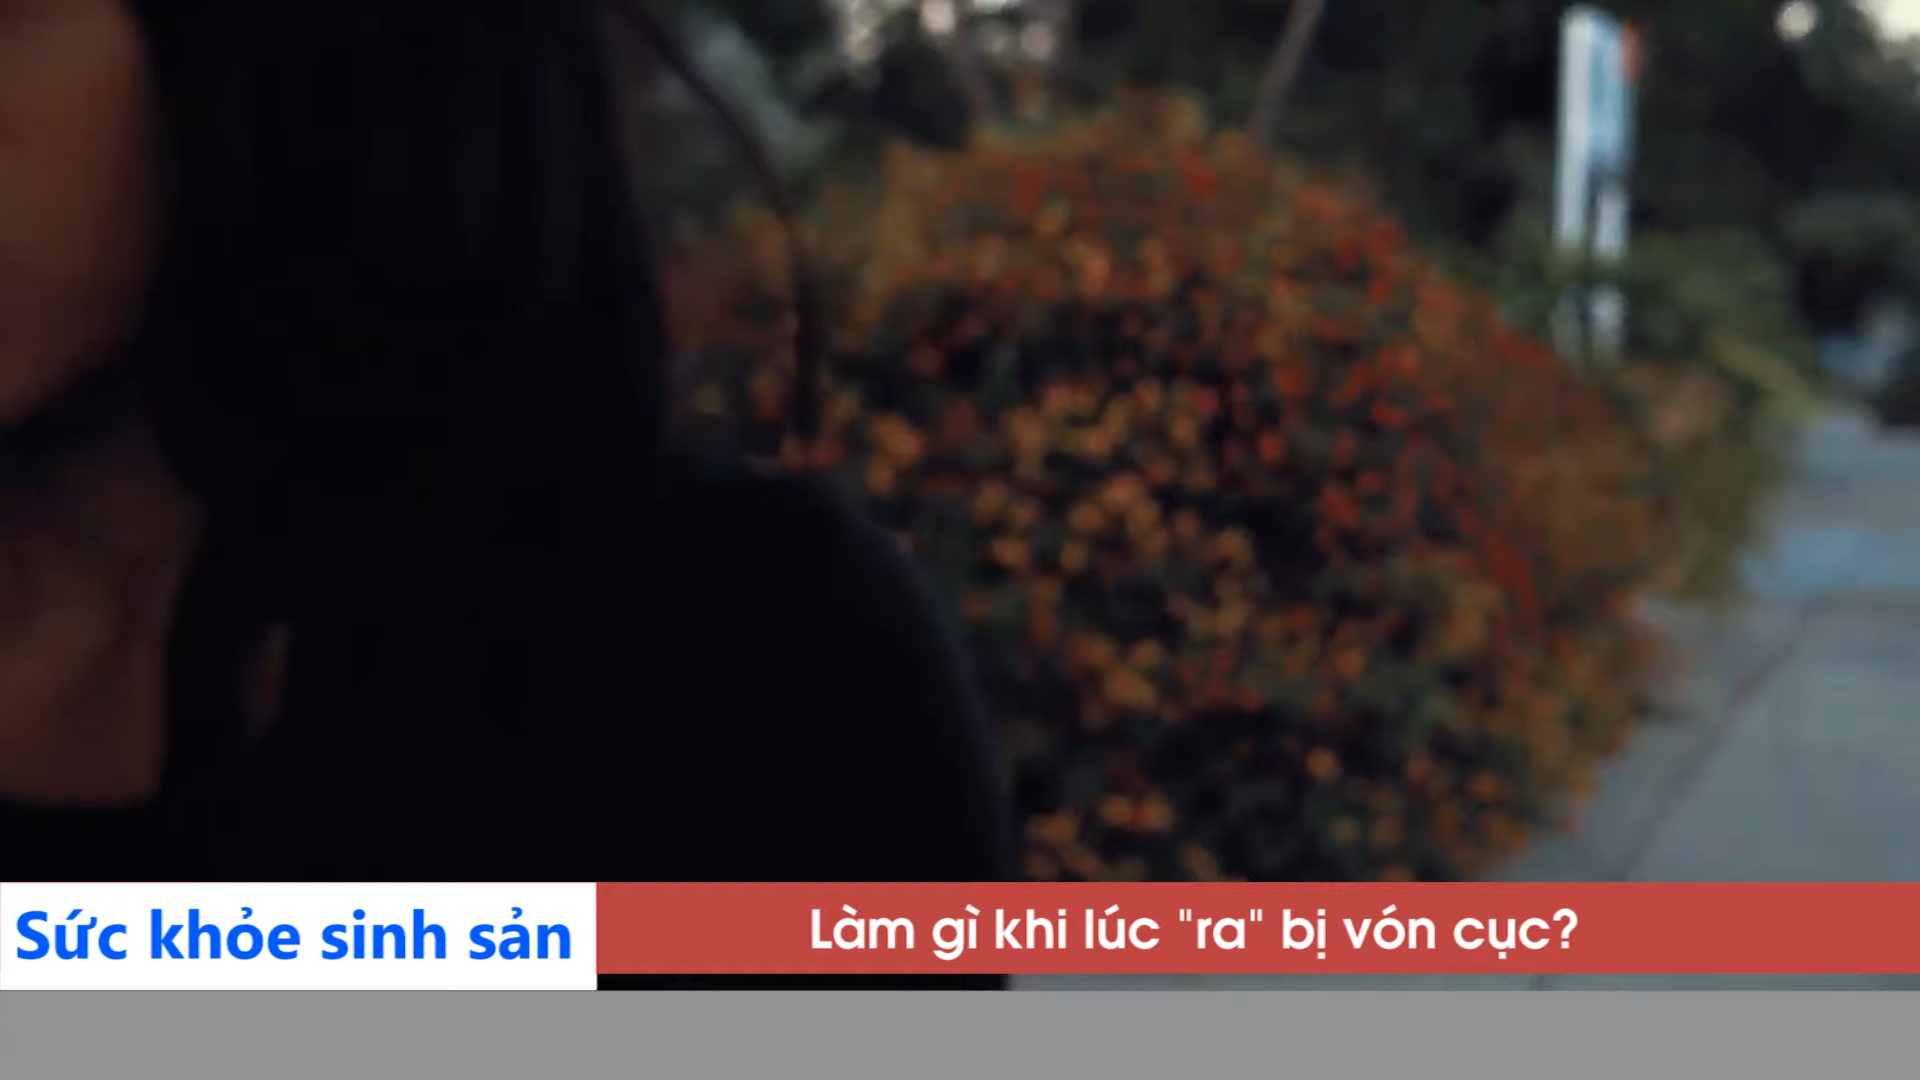 Sức khỏe sinh sản
Làm gì khi lúc "ra" bị vón cục?